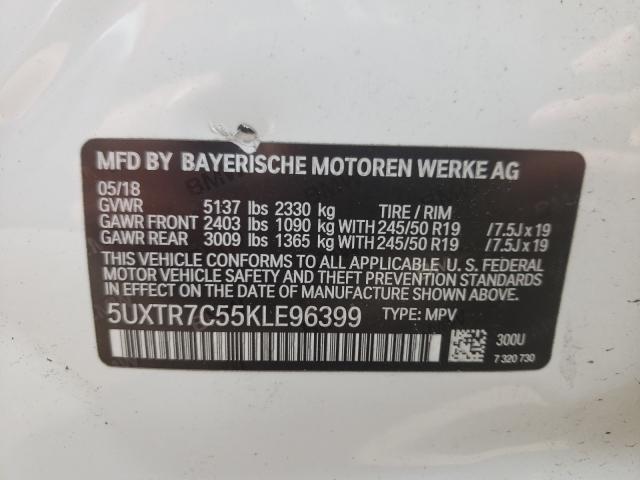 MFD BY BAYERISCHE MOTOREN WERKE AG
05/18
GVWR 5137 lbs 2330 kg TIRE / RIM
GAWR FRONT 2403 lbs 1090 kg WITH 245/50 R19 /7.5J x 19
GAWR REAR 3009 lbs 1365 kg WITH 245/50 R19 /7.5J x 19
THIS VEHICLE CONFORMS TO ALL APPLICABLE U. S. FEDERAL
MOTOR VEHICLE SAFETY AND THEFT PREVENTION STANDARDS
IN EFFECT ON THE DATE OF MANUFACTURE SHOWN ABOVE.
5UXTR7C55KLE96399 TYPE: MPV
300U
7 320 730